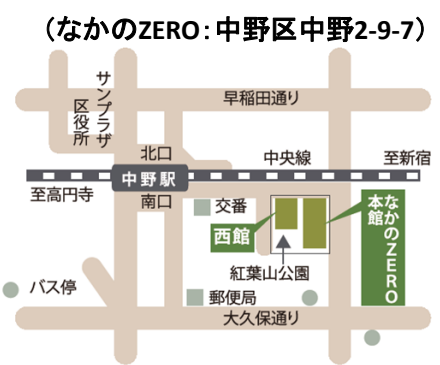 (なかのZERO:中野区中野2-9-7)
サンプラザ
区役所
早稲田通り
北口
中央線
至新宿
中野駅
至高円寺
南口
交番
西館
なかのZERO
本館
紅葉山公園
バス停
郵便局
大久保通り